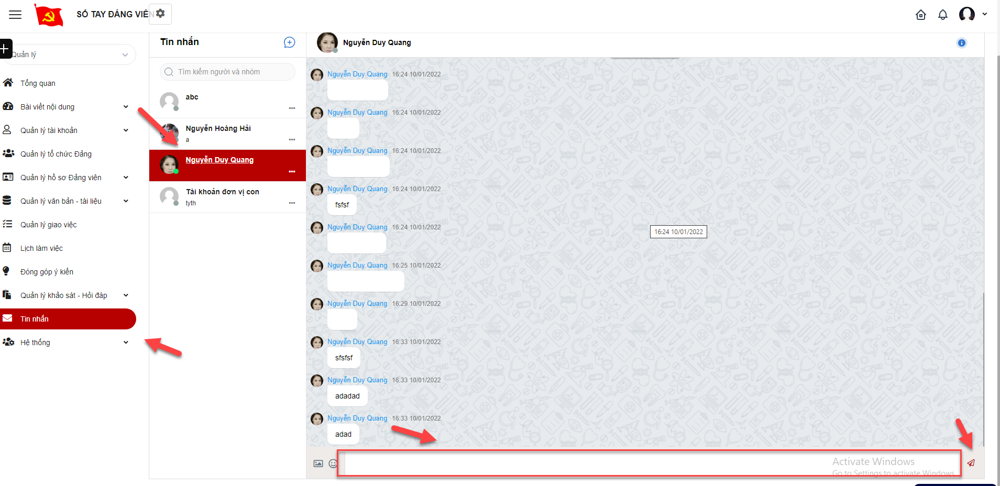 SỔ TAY ĐẢNG VIÊN
Quản lý
Tổng quan
Bài viết nội dung
Quản lý tài khoản
Quản lý tổ chức Đảng
Quản lý hồ sơ Đảng viên
Quản lý văn bản - tài liệu
Quản lý giao việc
Lịch làm việc
Đóng góp ý kiến
Quản lý khảo sát - Hỏi đáp
Tin nhắn
Hệ thống
Tin nhắn
Tìm kiếm người và nhóm
abc
Nguyễn Hoàng Hải
a
Nguyễn Duy Quang
Tài khoản đơn vị con
tyth
Nguyễn Duy Quang
Nguyễn Duy Quang 16:24 10/01/2022
Nguyễn Duy Quang 16:24 10/01/2022
Nguyễn Duy Quang 16:24 10/01/2022
Nguyễn Duy Quang 16:24 10/01/2022
fsfsf
Nguyễn Duy Quang 16:24 10/01/2022
16:24 10/01/2022
Nguyễn Duy Quang 16:25 10/01/2022
Nguyễn Duy Quang 16:29 10/01/2022
Nguyễn Duy Quang 16:33 10/01/2022
sfsfsf
Nguyễn Duy Quang 16:33 10/01/2022
adadad
Nguyễn Duy Quang 16:33 10/01/2022
adad
Activate Windows
Go to Settings to activate Windows.